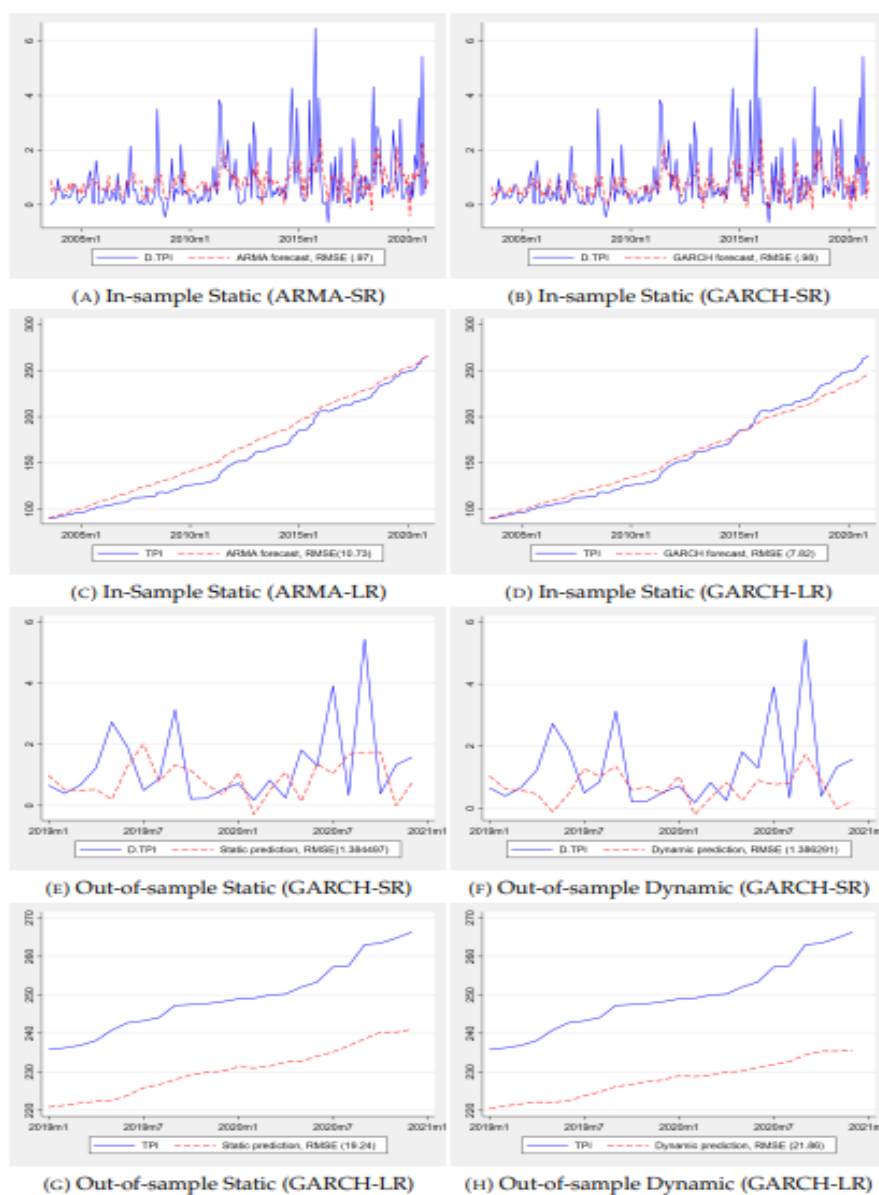 6
4
2
0
2005m1 2010m1 2015m1 2020m1
D.TPI ARMA forecast, RMSE (.97)
(A) In-sample Static (ARMA-SR)
6
4
2
0
2005m1 2010m1 2015m1 2020m1
D.TPI GARCH forecast, RMSE (.98)
(B) In-sample Static (GARCH-SR)
300
250
200
150
100
2005m1 2010m1 2015m1 2020m1
TPI ARMA forecast, RMSE(10.73)
(C) In-Sample Static (ARMA-LR)
300
250
200
150
100
2005m1 2010m1 2015m1 2020m1
TPI GARCH forecast, RMSE (7.82)
(D) In-sample Static (GARCH-LR)
6
4
2
0
2019m1 2019m7 2020m1 2020m7 2021m1
D.TPI Static prediction, RMSE(1.384497)
(E) Out-of-sample Static (GARCH-SR)
6
4
2
0
2019m1 2019m7 2020m1 2020m7 2021m1
D.TPI Dynamic prediction, RMSE (1.386291)
(F) Out-of-sample Dynamic (GARCH-SR)
270
260
250
240
230
220
2019m1 2019m7 2020m1 2020m7 2021m1
TPI Static prediction, RMSE (19.24)
(G) Out-of-sample Static (GARCH-LR)
270
260
250
240
230
220
2019m1 2019m7 2020m1 2020m7 2021m1
TPI Dynamic prediction, RMSE (21.86)
(H) Out-of-sample Dynamic (GARCH-LR)